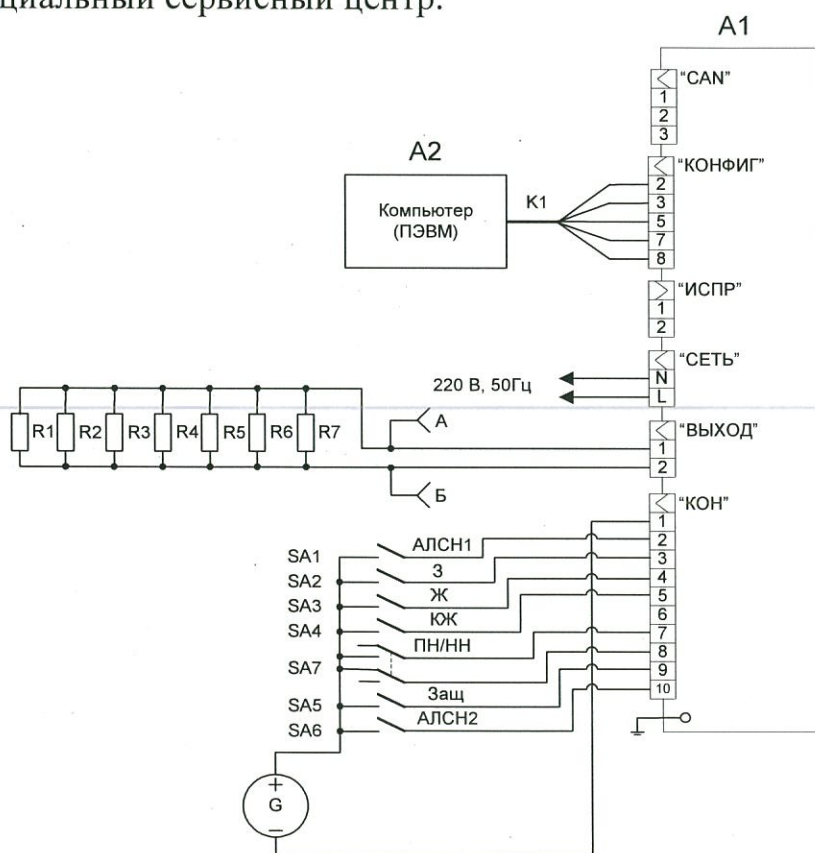 циальный сервисный центр.
A1
"CAN"
1
2
3
A2
"КОНФИГ"
2
3
5
7
8
Компьютер
(ПЭВМ)
K1
"ИСПР"
1
2
"СЕТЬ"
N
L
220 В, 50Гц
"ВЫХОД"
1
2
А
Б
R1
R2
R3
R4
R5
R6
R7
"КОН"
1
2
3
4
5
6
7
8
9
10
SA1 АЛСН1
SA2 З
SA3 Ж
SA4 КЖ
SA7 ПН/НН
SA5 Защ
SA6 АЛСН2
+
G
−